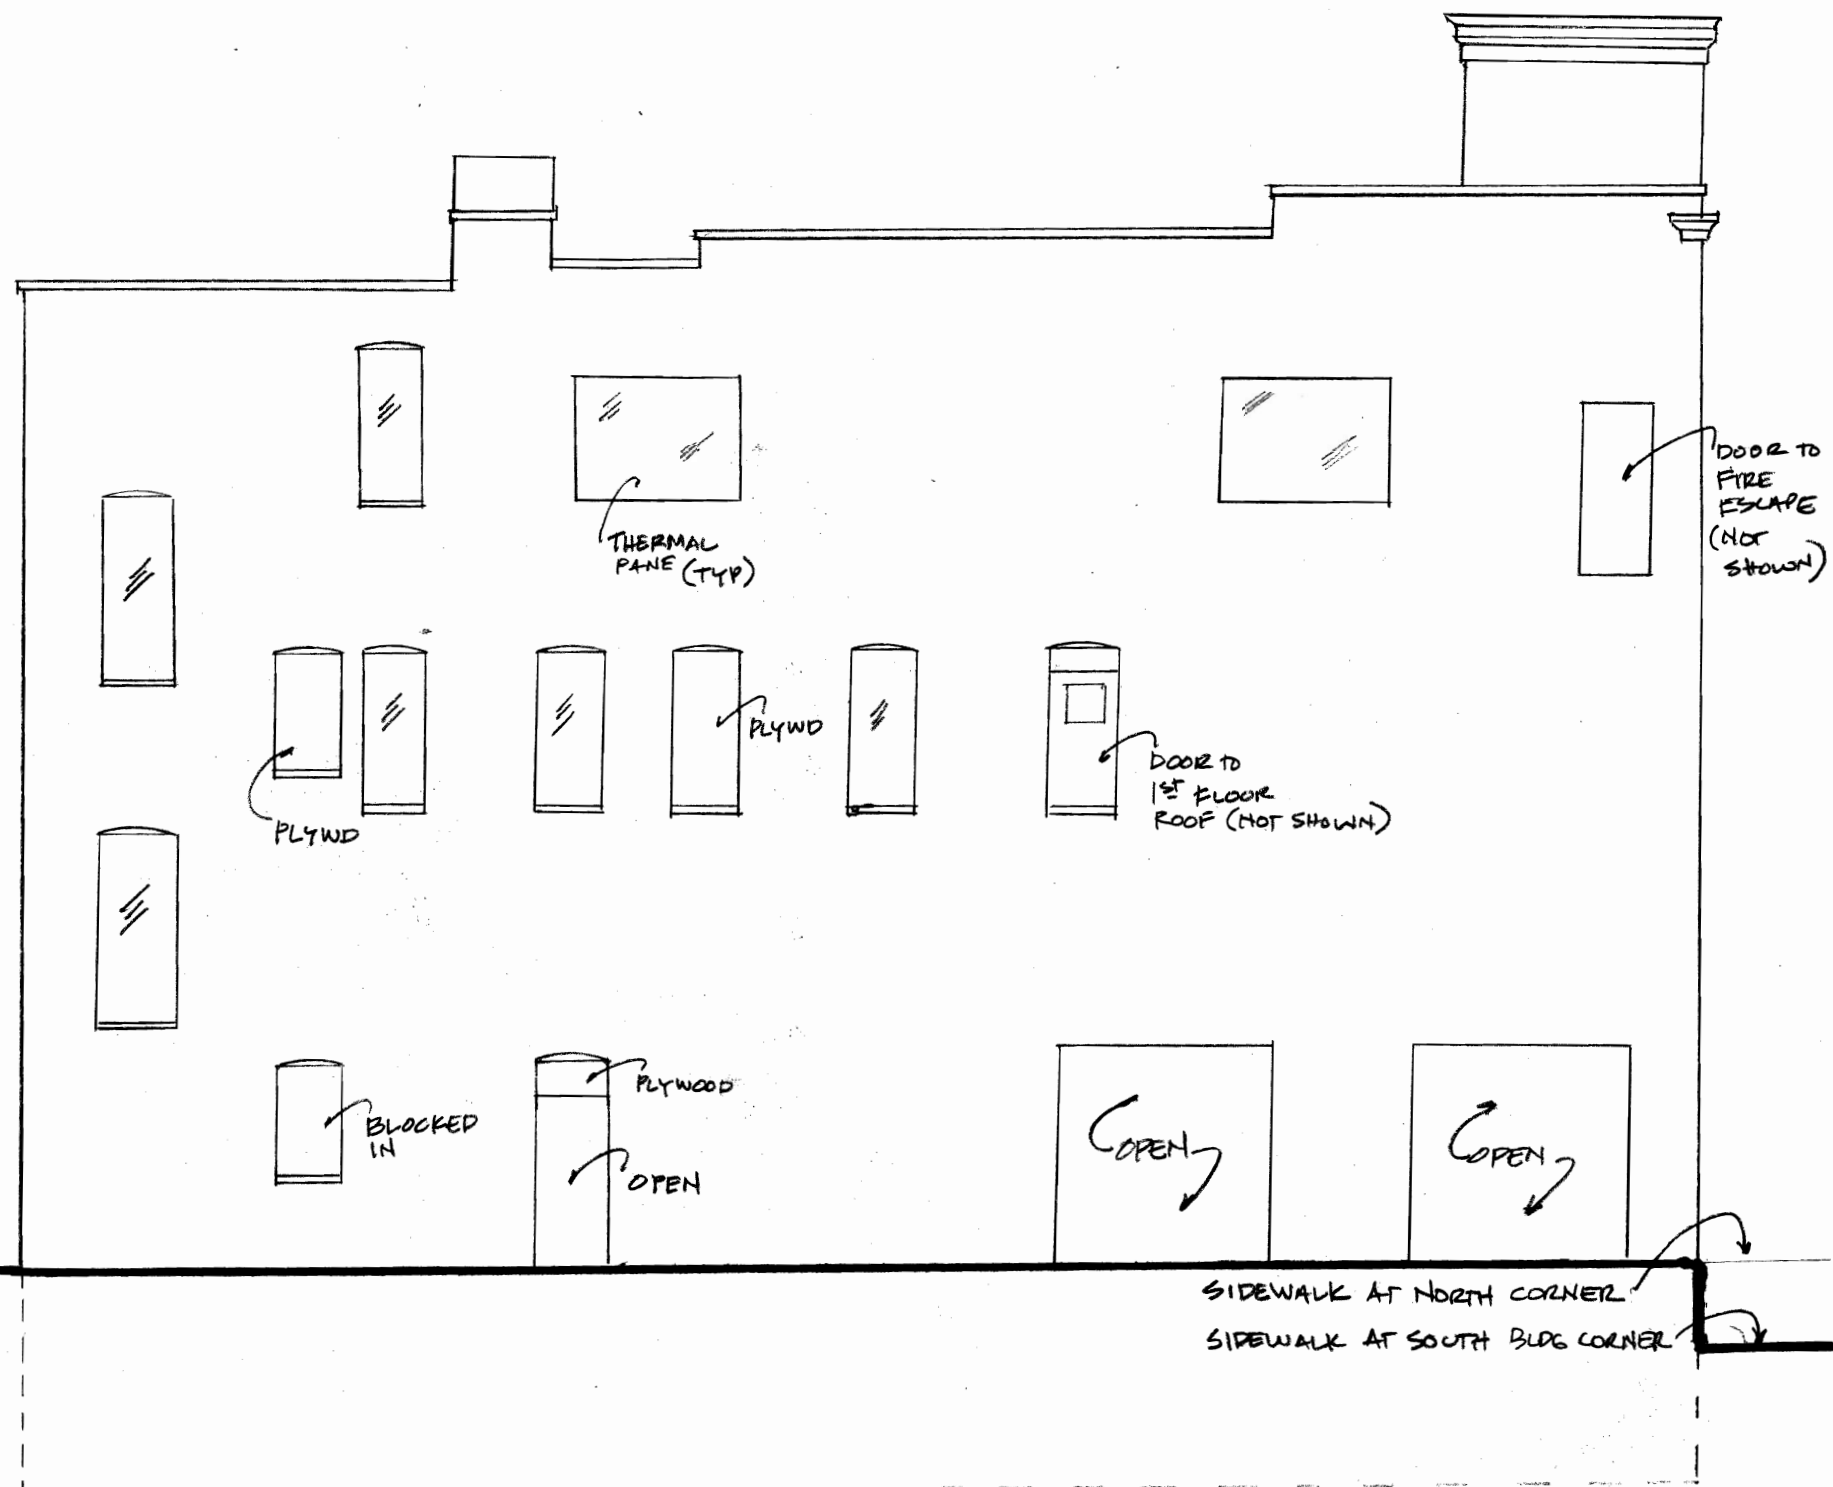 DOOR TO
FIRE
ESCAPE
(NOT
SHOWN)
THERMAL
PANE (TYP)
PLYWD
DOOR TO
1ST FLOOR
ROOF (NOT SHOWN)
PLYWD
PLYWOOD
BLOCKED
IN
OPEN
OPEN
OPEN
SIDEWALK AT NORTH CORNER
SIDEWALK AT SOUTH BLDG CORNER